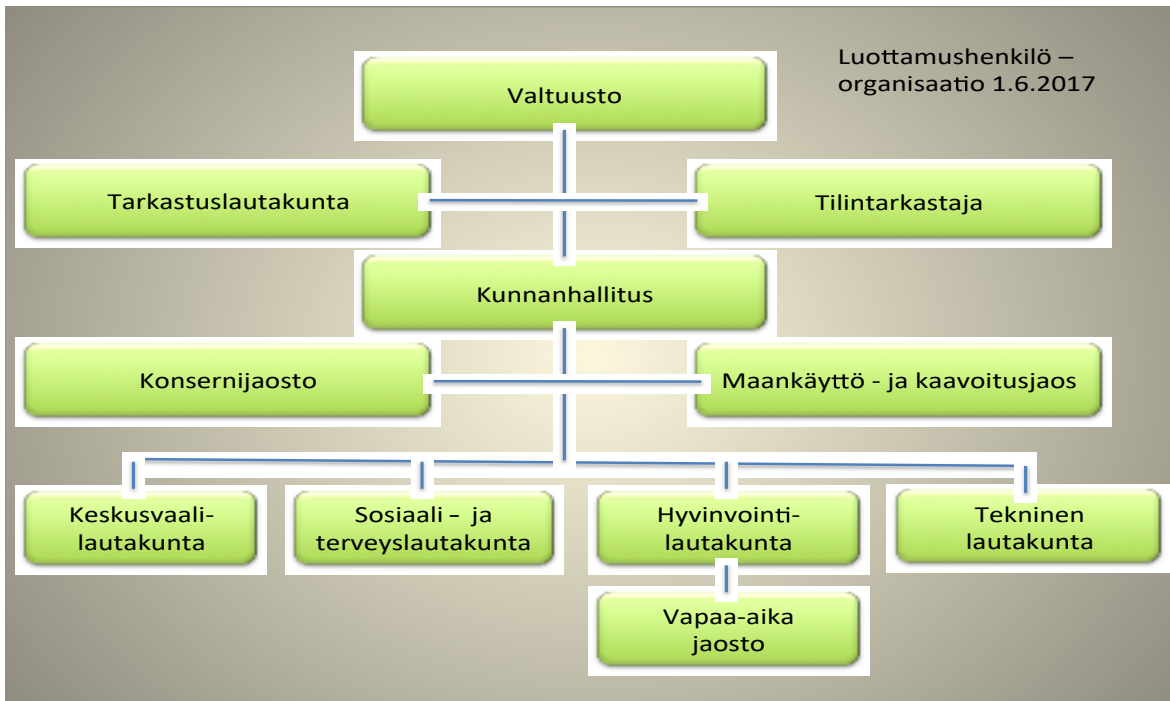 Luottamushenkilö –
organisaatio 1.6.2017
Valtuusto
Tarkastuslautakunta
Tilintarkastaja
Kunnanhallitus
Konsernijaosto
Maankäyttö - ja kaavoitusjaos
Keskusvaali-
lautakunta
Sosiaali – ja
terveyslautakunta
Hyvinvointi-
lautakunta
Tekninen
lautakunta
Vapaa-aika
jaosto